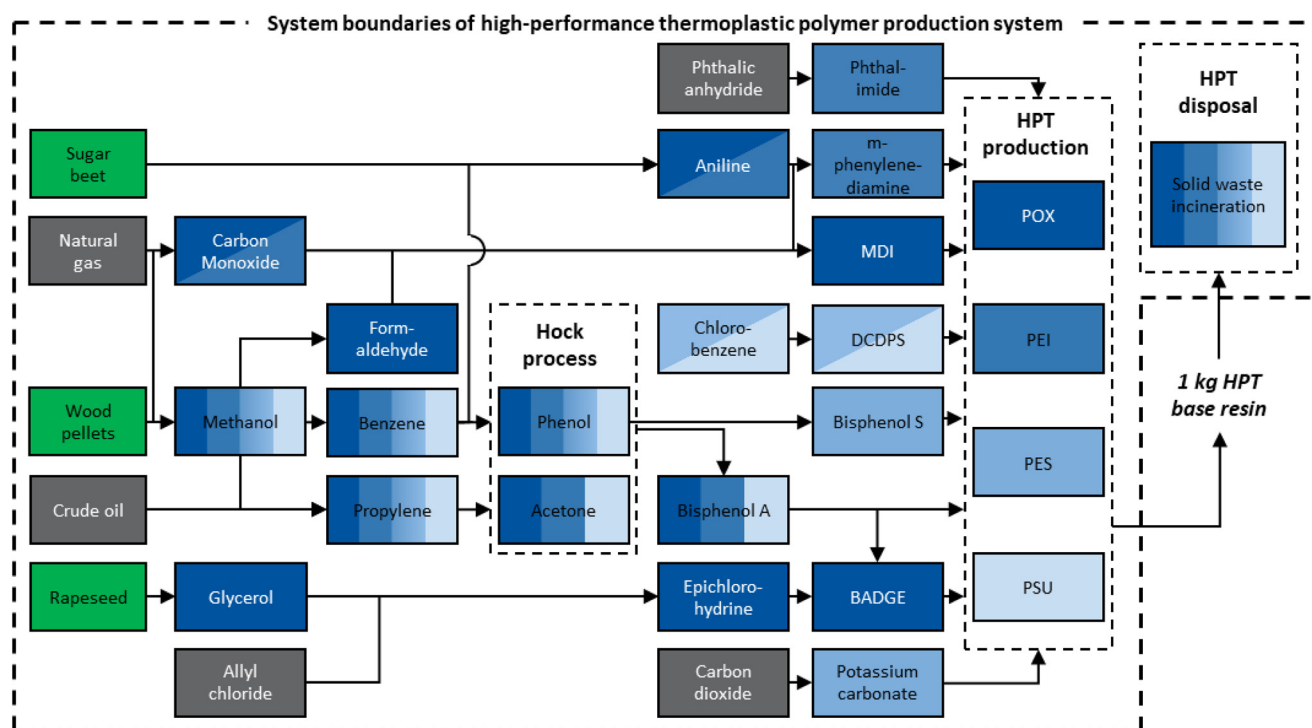 System boundaries of high-performance thermoplastic polymer production system
Phthalic
anhydride
Phthal-
imide
HPT
disposal
HPT
production
Sugar
beet
Aniline
m-
phenylene-
diamine
Solid waste
incineration
POX
Natural
gas
Carbon
Monoxide
MDI
Form-
aldehyde
Hock
process
Chloro-
benzene
DCDPS
PEI
1 kg HPT
base resin
Wood
pellets
Methanol
Benzene
Phenol
Bisphenol S
PES
Crude oil
Propylene
Acetone
Bisphenol A
Rapeseed
Glycerol
Epichloro-
hydrine
BADGE
PSU
Allyl
chloride
Carbon
dioxide
Potassium
carbonate